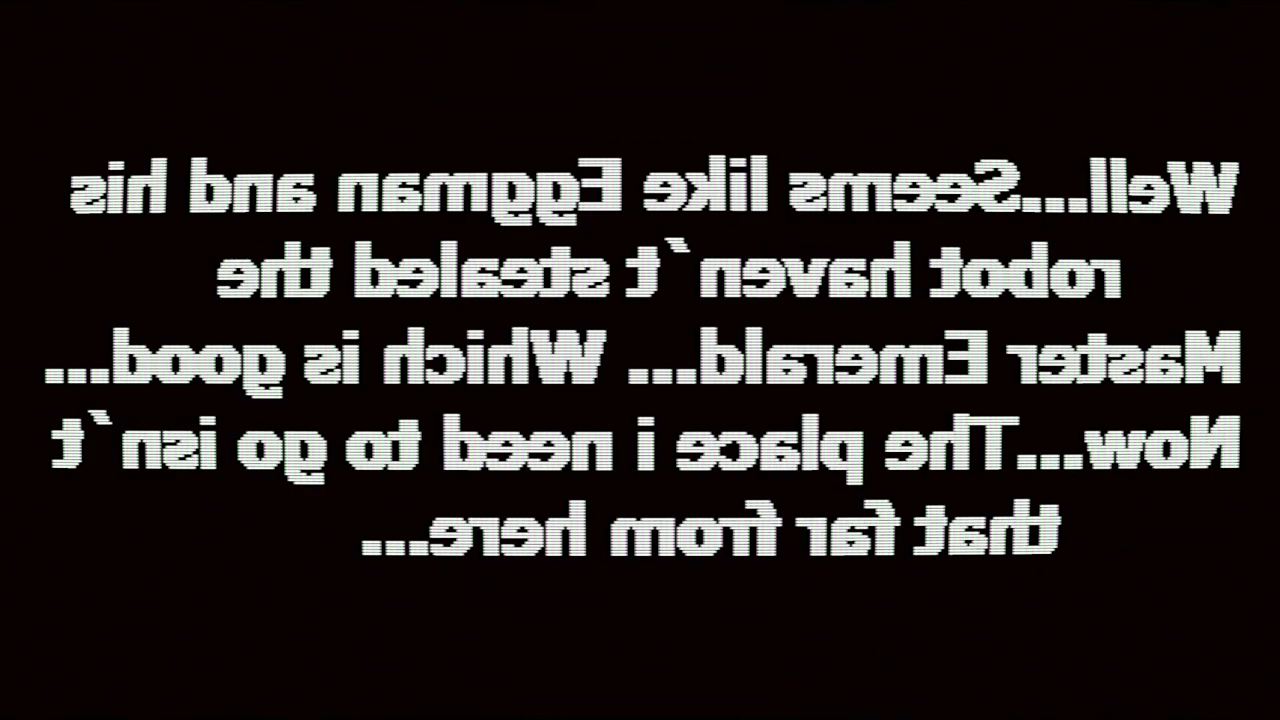 Well...Seems like Eggman and his
robot haven`t stealed the
Master Emerald... Which is good...
Now...The place i need to go isn`t
that far from here...